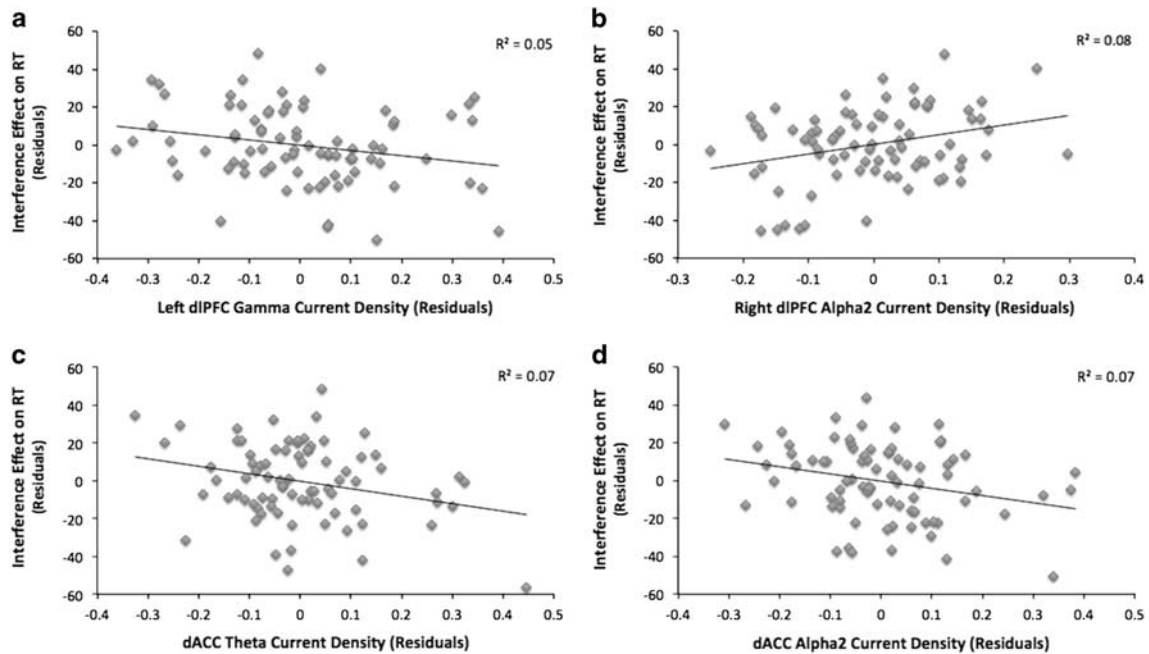 a
R² = 0.05
Interference Effect on RT
(Residuals)
60
40
20
0
-20
-40
-60
-0.4 -0.3 -0.2 -0.1 0 0.1 0.2 0.3 0.4 0.5
Left dlPFC Gamma Current Density (Residuals)
b
R² = 0.08
Interference Effect on RT
(Residuals)
60
40
20
0
-20
-40
-60
-0.3 -0.2 -0.1 0 0.1 0.2 0.3 0.4
Right dlPFC Alpha2 Current Density (Residuals)
c
R² = 0.07
Interference Effect on RT
(Residuals)
60
40
20
0
-20
-40
-60
-0.4 -0.3 -0.2 -0.1 0 0.1 0.2 0.3 0.4 0.5
dACC Theta Current Density (Residuals)
d
R² = 0.07
Interference Effect on RT
(Residuals)
60
40
20
0
-20
-40
-60
-0.4 -0.3 -0.2 -0.1 0 0.1 0.2 0.3 0.4 0.5
dACC Alpha2 Current Density (Residuals)